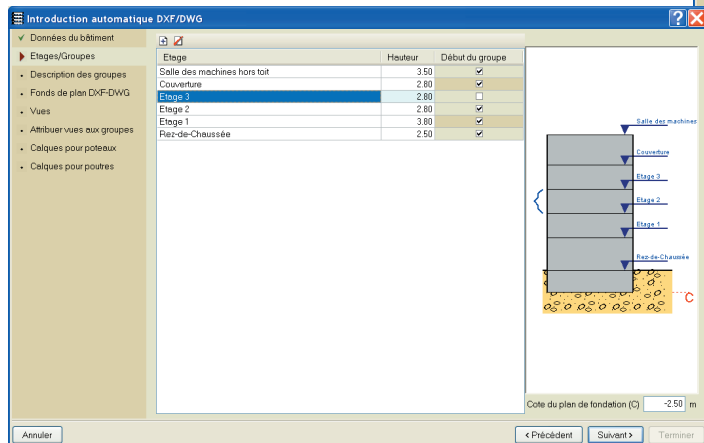 Introduction automatique DXF/DWG
Données du bâtiment
Etages/Groupes
Description des groupes
Fonds de plan DXF-DWG
Vues
Attribuer vues aux groupes
Calques pour poteaux
Calques pour poutres
Etage Hauteur Début du groupe
Salle des machines hors toit 3.50
Couverture 2.80
Etage 3 2.80
Etage 2 2.80
Etage 1 3.80
Rez-de-Chaussée 2.50
Salle des machines
Couverture
Etage 3
Etage 2
Etage 1
Rez-de-Chaussée
C
Cote du plan de fondation (C) -2.50 m
Annuler
< Précédent Suivant > Terminer